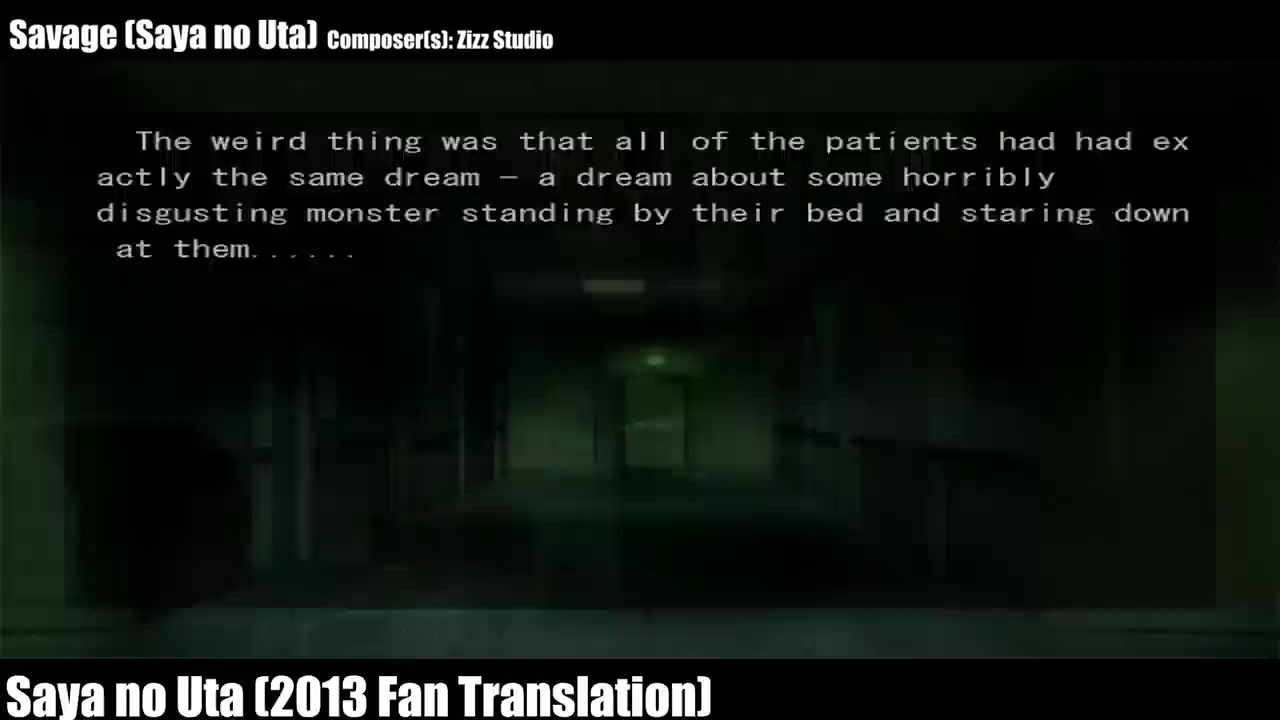 Savage (Saya no Uta) Composer(s): Zizz Studio
The weird thing was that all of the patients had had ex
actly the same dream — a dream about some horribly
disgusting monster standing by their bed and staring down
at them......
Saya no Uta (2013 Fan Translation)